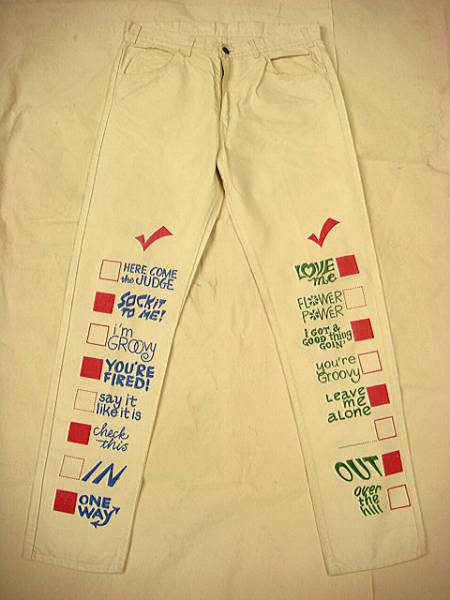 HERE COME
the JUDGE
SOCK IT
TO ME!
i'm
GROOVY
YOU'RE
FIRED!
say it
like it is
check
this
IN
ONE
WAY
LOVE
me
FLOWER
POWER
i GOT A
GOOD thing
GOIN'
you're
GROOVY
Leave
me
aLONE
OUT
over
the
hill